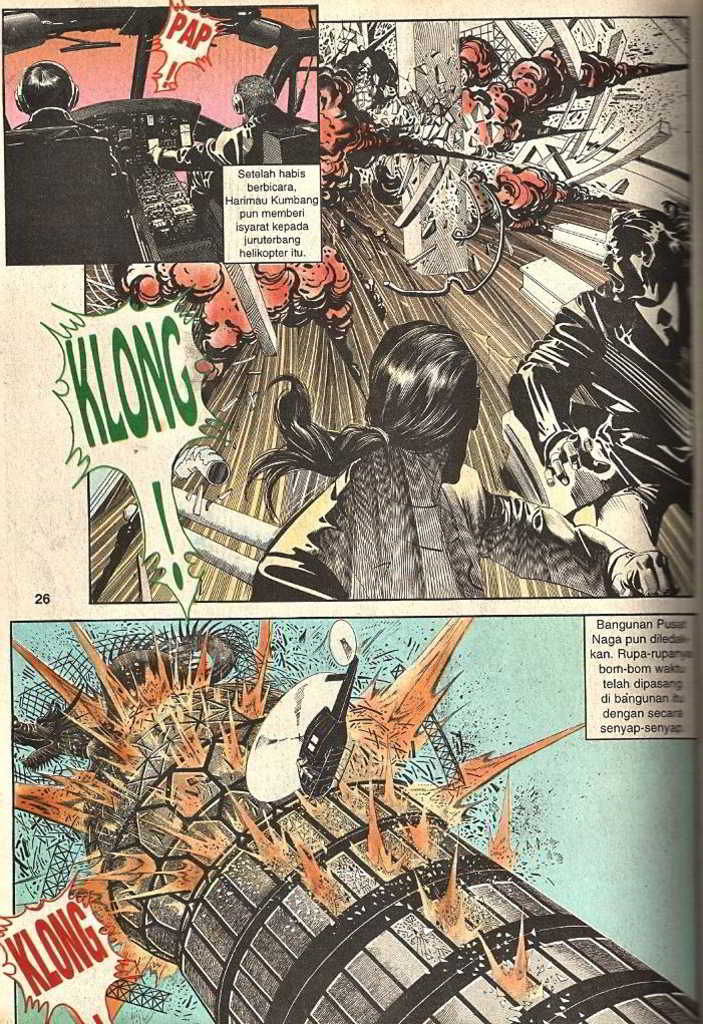 PAP
!
Setelah habis
berbicara,
Harimau Kumbang
pun memberi
isyarat kepada
juruterbang
helikopter itu.
KLONG
!
26
Bangunan Pusat
Naga pun diledak-
kan. Rupa-rupanya
bom-bom waktu
telah dipasang
di bangunan itu
dengan secara
senyap-senyap.
KLONG